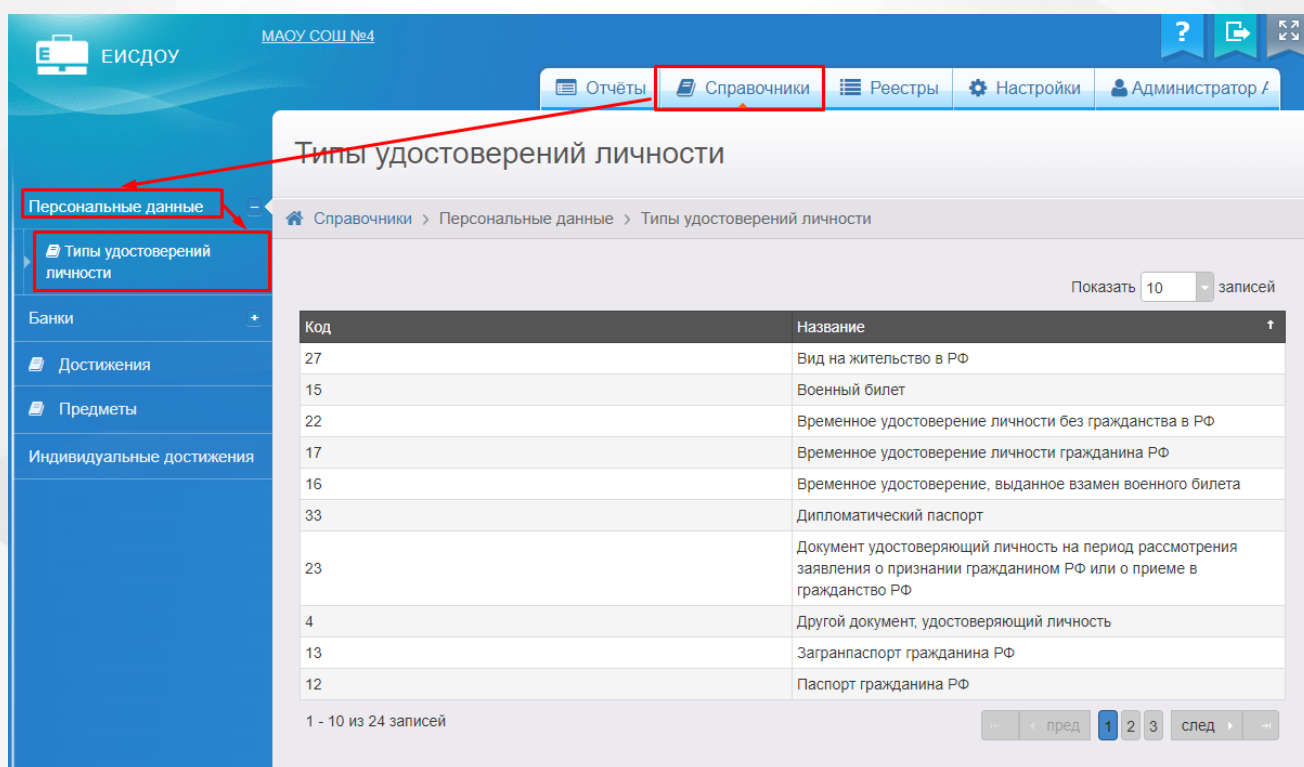 МАОУ СОШ №4
?
Е
ЕИСДОУ
Отчёты
Справочники
Реестры
Настройки
Администратор А
Типы удостоверений личности
Персональные данные
Справочники > Персональные данные > Типы удостоверений личности
Типы удостоверений
личности
Банки
Достижения
Предметы
Индивидуальные достижения
Показать 10 записей
Код Название
27 Вид на жительство в РФ
15 Военный билет
22 Временное удостоверение личности без гражданства в РФ
17 Временное удостоверение личности гражданина РФ
16 Временное удостоверение, выданное взамен военного билета
33 Дипломатический паспорт
23 Документ удостоверяющий личность на период рассмотрения
заявления о признании гражданином РФ или о приеме в
гражданство РФ
4 Другой документ, удостоверяющий личность
13 Загранпаспорт гражданина РФ
12 Паспорт гражданина РФ
1 - 10 из 24 записей
пред 1 2 3 след